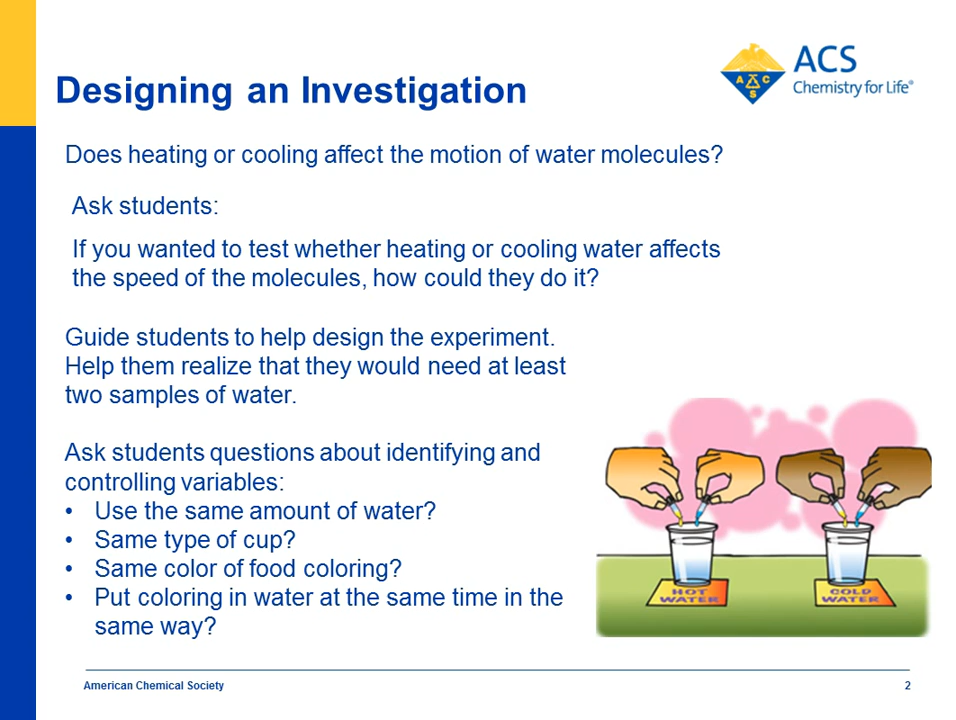 Designing an Investigation
A C S
ACS
Chemistry for Life®
Does heating or cooling affect the motion of water molecules?
Ask students:
If you wanted to test whether heating or cooling water affects
the speed of the molecules, how could they do it?
Guide students to help design the experiment.
Help them realize that they would need at least
two samples of water.
Ask students questions about identifying and
controlling variables:
• Use the same amount of water?
• Same type of cup?
• Same color of food coloring?
• Put coloring in water at the same time in the
same way?
HOT
WATER
COLD
WATER
American Chemical Society
2